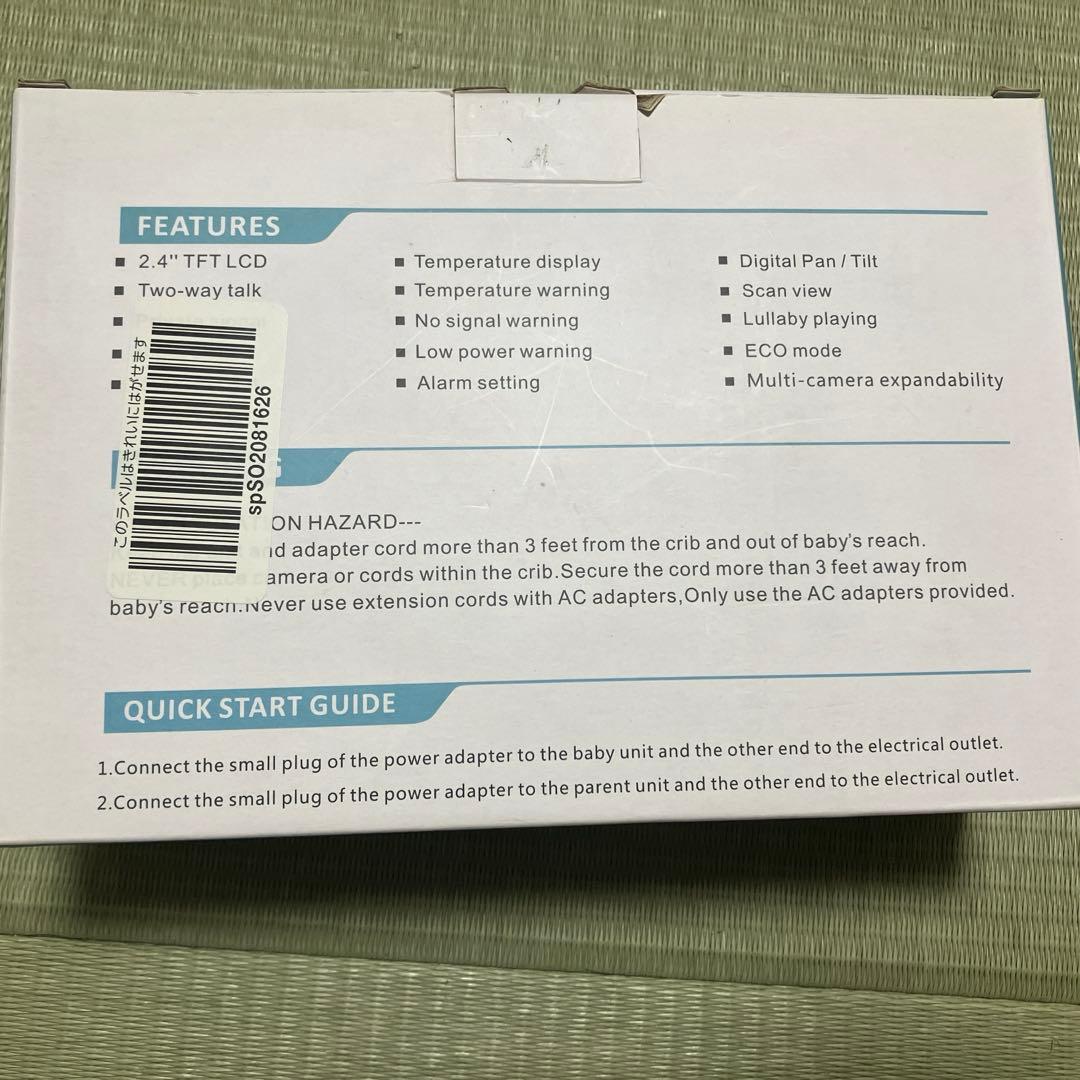 FEATURES
■ 2.4" TFT LCD
■ Two-way talk
■
■
■
■ Temperature display
■ Temperature warning
■ No signal warning
■ Low power warning
■ Alarm setting
■ Digital Pan / Tilt
■ Scan view
■ Lullaby playing
■ ECO mode
■ Multi-camera expandability
このラベルはきれいにはがせます
spSO2081626
G
ON HAZARD---
nd adapter cord more than 3 feet from the crib and out of baby's reach.
NEVER place camera or cords within the crib.Secure the cord more than 3 feet away from
baby's reach.Never use extension cords with AC adapters,Only use the AC adapters provided.
QUICK START GUIDE
1.Connect the small plug of the power adapter to the baby unit and the other end to the electrical outlet.
2.Connect the small plug of the power adapter to the parent unit and the other end to the electrical outlet.